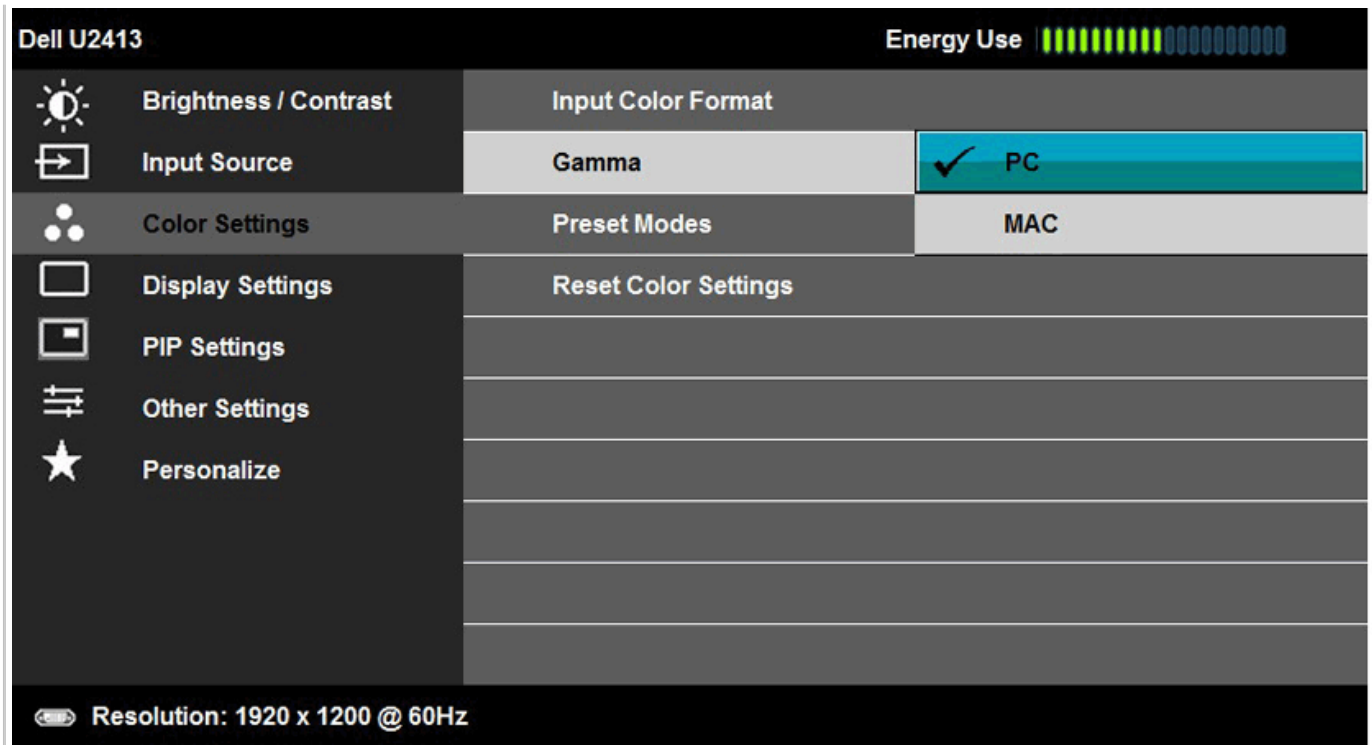 Dell U2413
Energy Use
Brightness / Contrast
Input Source
Color Settings
Display Settings
PIP Settings
Other Settings
Personalize
Input Color Format
Gamma
Preset Modes
Reset Color Settings
PC
MAC
Resolution: 1920 x 1200 @ 60Hz